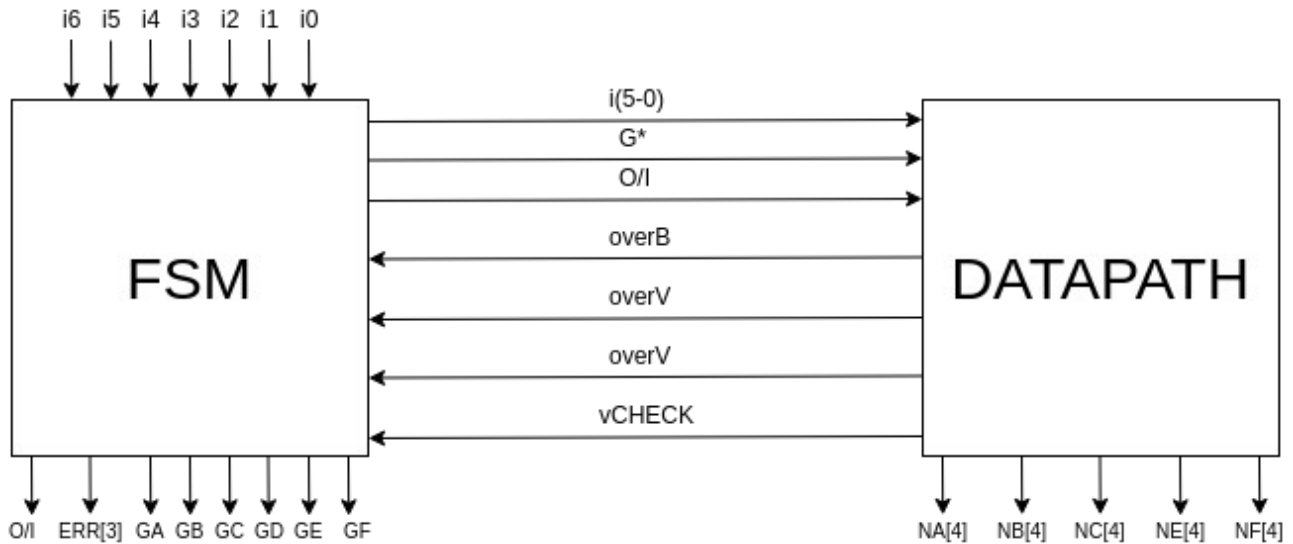 i6 i5 i4 i3 i2 i1 i0
i(5-0)
G*
O/I
overB
FSM
DATAPATH
overV
overV
vCHECK
O/I ERR[3] GA GB GC GD GE GF
NA[4] NB[4] NC[4] NE[4] NF[4]